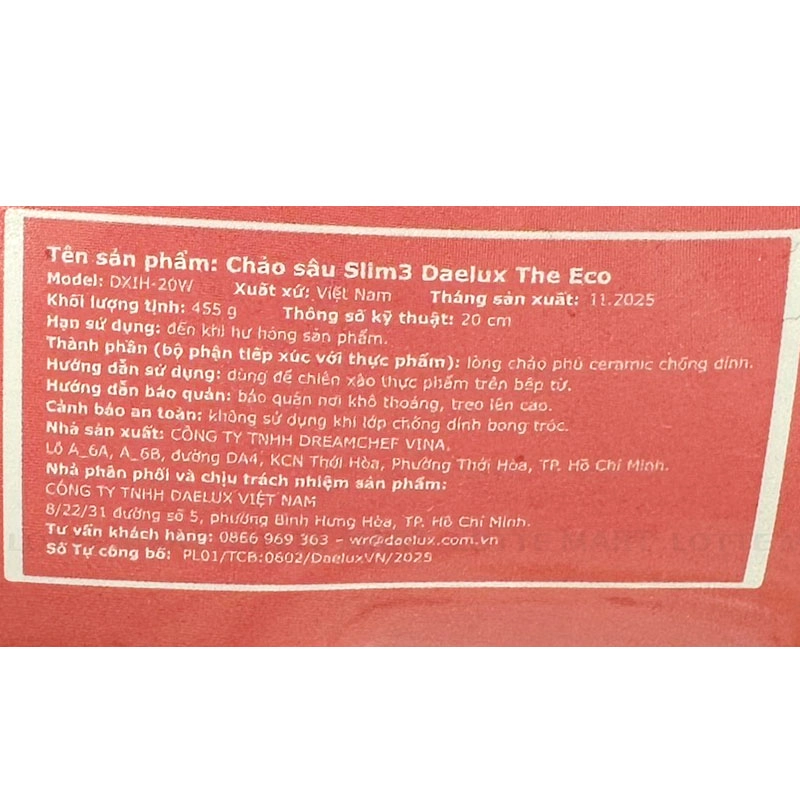 Tên sản phẩm: Chảo sâu Slim3 Daelux The Eco
Model: DXIH-20W Xuất xứ: Việt Nam Tháng sản xuất: 11.2025
Khối lượng tịnh: 455 g Thông số kỹ thuật: 20 cm
Hạn sử dụng: đến khi hư hỏng sản phẩm.
Thành phần (bộ phận tiếp xúc với thực phẩm): lòng chảo phủ ceramic chống dính.
Hướng dẫn sử dụng: dùng để chiên xào thực phẩm trên bếp từ.
Hướng dẫn bảo quản: bảo quản nơi khô thoáng, treo lên cao.
Cảnh báo an toàn: không sử dụng khi lớp chống dính bong tróc.
Nhà sản xuất: CÔNG TY TNHH DREAMCHEF VINA.
Lô A_6A, A_6B, đường DA4, KCN Thới Hòa, Phường Thới Hòa, TP. Hồ Chí Minh.
Nhà phân phối và chịu trách nhiệm sản phẩm:
CÔNG TY TNHH DAELUX VIỆT NAM
8/22/31 đường số 5, phường Bình Hưng Hòa, TP. Hồ Chí Minh.
Tư vấn khách hàng: 0866 969 363 – wr@daelux.com.vn
Số Tự công bố: PL01/TCB:0602/DaeluxVN/2025